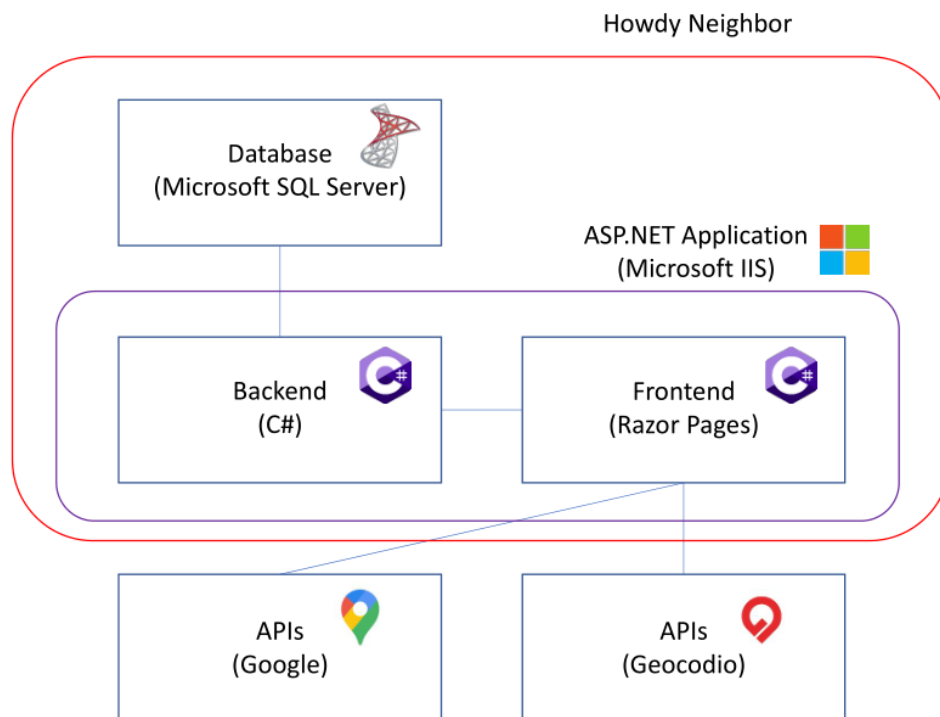 Howdy Neighbor
Database
(Microsoft SQL Server)
ASP.NET Application
(Microsoft IIS)
Backend
(C#)
C#
Frontend
(Razor Pages)
C#
APIs
(Google)
APIs
(Geocodio)